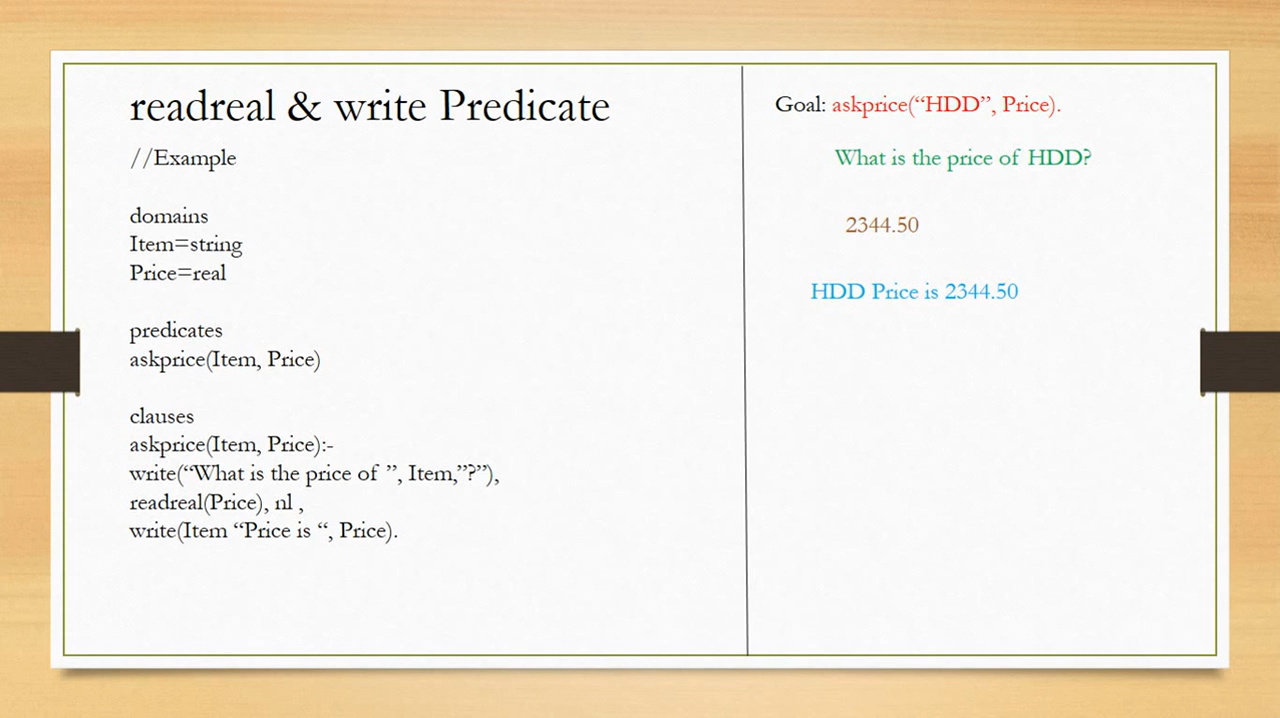 readreal & write Predicate
//Example
domains
Item=string
Price=real
predicates
askprice(Item, Price)
clauses
askprice(Item, Price):-
write(“What is the price of ”, Item,”?”),
readreal(Price), nl ,
write(Item “Price is “, Price).
Goal: askprice(“HDD”, Price).
What is the price of HDD?
2344.50
HDD Price is 2344.50